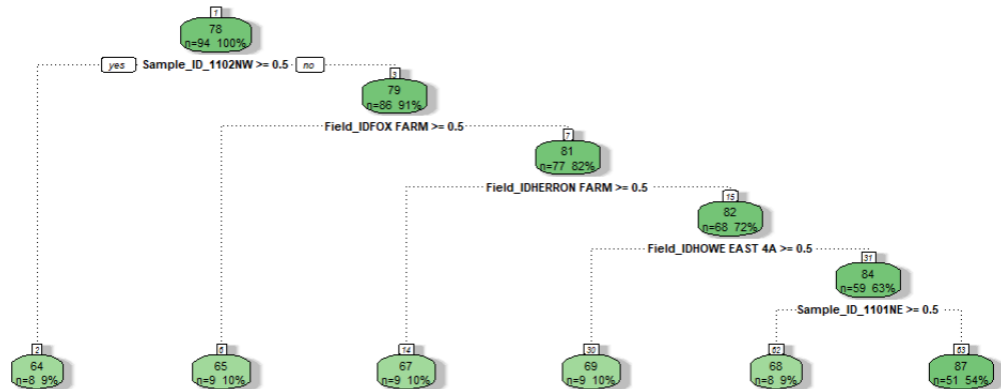 1
78
n=94 100%
yes Sample_ID_1102NW >= 0.5 no
3
79
n=86 91%
Field_IDFOX FARM >= 0.5
7
81
n=77 82%
Field_IDHERRON FARM >= 0.5
15
82
n=68 72%
Field_IDHOWE EAST 4A >= 0.5
31
84
n=59 63%
Sample_ID_1101NE >= 0.5
2
64
n=8 9%
6
65
n=9 10%
14
67
n=9 10%
30
69
n=9 10%
62
68
n=8 9%
63
87
n=51 54%